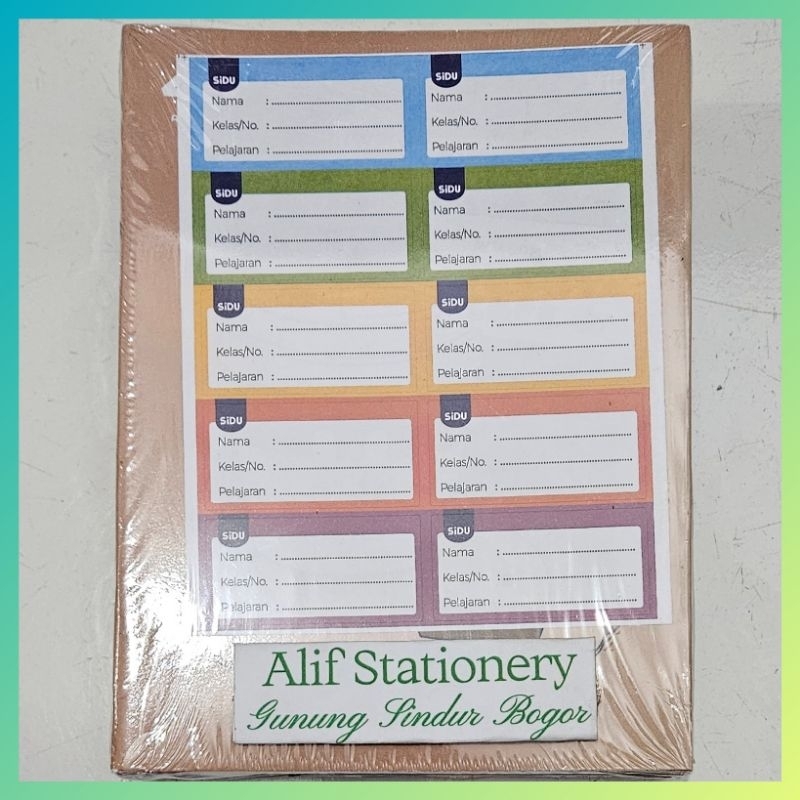 SiDU
Nama : ........................
Kelas/No. : ........................
Pelajaran : ........................
SiDU
Nama : ........................
Kelas/No. : ........................
Pelajaran : ........................
SiDU
Nama : ........................
Kelas/No. : ........................
Pelajaran : ........................
SiDU
Nama : ........................
Kelas/No. : ........................
Pelajaran : ........................
SiDU
Nama : ........................
Kelas/No. : ........................
Pelajaran : ........................
SiDU
Nama : ........................
Kelas/No. : ........................
Pelajaran : ........................
SiDU
Nama : ........................
Kelas/No. : ........................
Pelajaran : ........................
SiDU
Nama : ........................
Kelas/No. : ........................
Pelajaran : ........................
SiDU
Nama : ........................
Kelas/No. : ........................
Pelajaran : ........................
SiDU
Nama : ........................
Kelas/No. : ........................
Pelajaran : ........................
Alif Stationery
Gunung Sindur Bogor